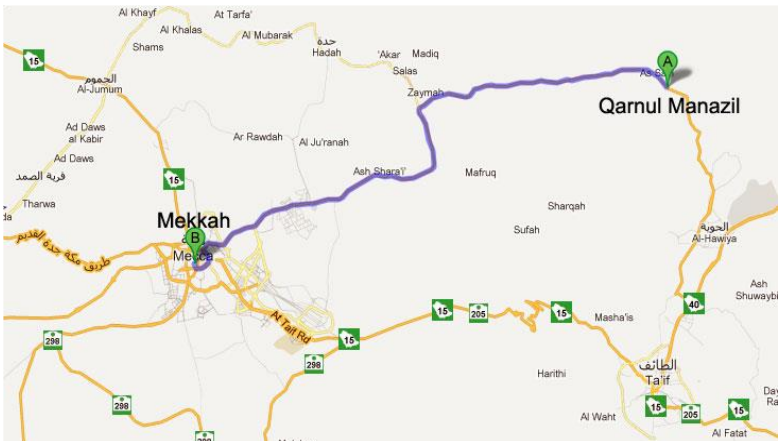 Al Khayf
At Tarfa'
Al Khalas
Shams
Al Mubarak
حدة
Hadah
'Akar
Madiq
Salas
15
الجموم
Al-Jumum
Zaymah
A
Qarnul Manazil
Ad Daws
al Kabir
Ar Rawdah
Al Ju'ranah
Ad Daws
قرية الصمد
Ash Shara'i'
Mafruq
15
Tharwa
Sharqah
Mekkah
B
Mecca
Sufah
الحوية
Al-Hawiya
طريق مكة جدة القديم
Ash
Shuwaybi
40
15
205
15
Masha'is
At Taif Rd
15
298
298
الطائف
Ta'if
Harithi
298
298
15
205
15
Al Waht
Al Fatat
298